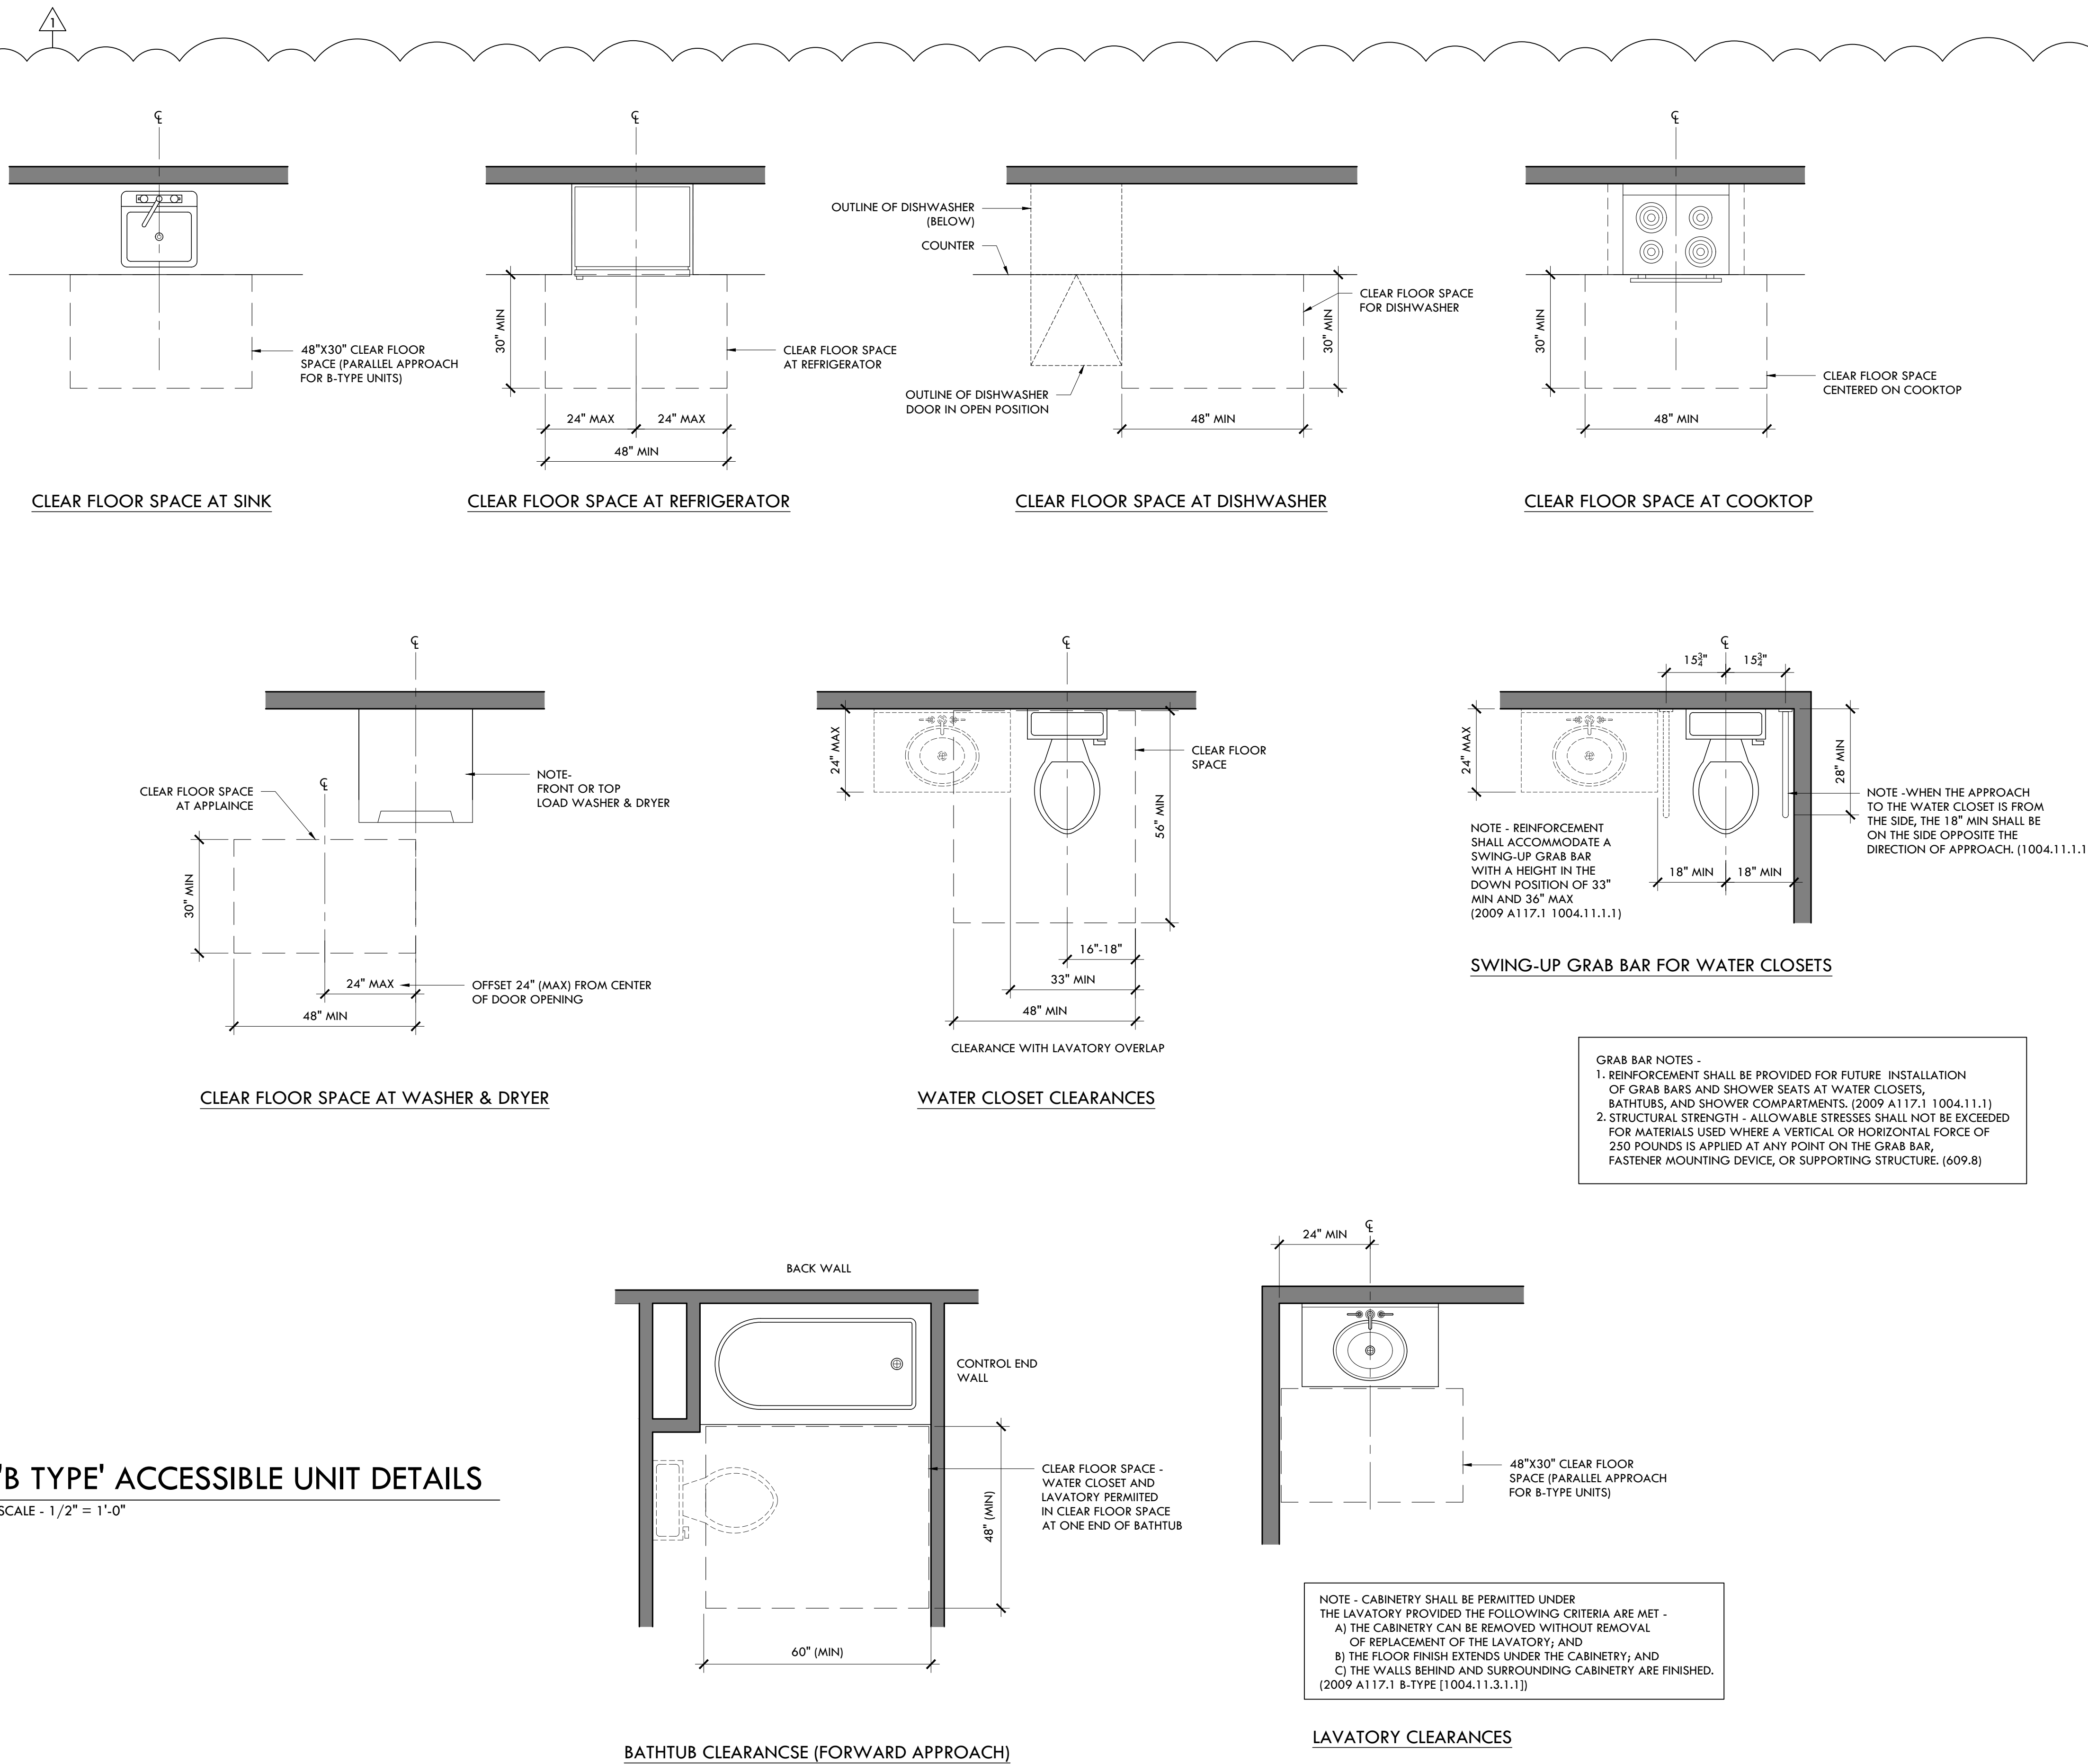 1
℄
℄
℄
OUTLINE OF DISHWASHER
(BELOW)
COUNTER
48"X30" CLEAR FLOOR
SPACE (PARALLEL APPROACH
FOR B-TYPE UNITS)
30" MIN
CLEAR FLOOR SPACE
AT REFRIGERATOR
24" MAX
24" MAX
48" MIN
OUTLINE OF DISHWASHER
DOOR IN OPEN POSITION
CLEAR FLOOR SPACE
FOR DISHWASHER
30" MIN
48" MIN
30" MIN
CLEAR FLOOR SPACE
CENTERED ON COOKTOP
48" MIN
CLEAR FLOOR SPACE AT SINK
CLEAR FLOOR SPACE AT REFRIGERATOR
CLEAR FLOOR SPACE AT DISHWASHER
CLEAR FLOOR SPACE AT COOKTOP
℄
℄
CLEAR FLOOR SPACE
AT APPLAINCE
NOTE-
FRONT OR TOP
LOAD WASHER & DRYER
30" MIN
24" MAX
OFFSET 24" (MAX) FROM CENTER
OF DOOR OPENING
48" MIN
CLEAR FLOOR SPACE AT WASHER & DRYER
℄
24" MAX
CLEAR FLOOR
SPACE
56" MIN
16"-18"
33" MIN
48" MIN
CLEARANCE WITH LAVATORY OVERLAP
WATER CLOSET CLEARANCES
℄
15¾"
15¾"
24" MAX
28" MIN
NOTE -WHEN THE APPROACH
TO THE WATER CLOSET IS FROM
THE SIDE, THE 18" MIN SHALL BE
ON THE SIDE OPPOSITE THE
DIRECTION OF APPROACH. (1004.11.1.1
NOTE - REINFORCEMENT
SHALL ACCOMMODATE A
SWING-UP GRAB BAR
WITH A HEIGHT IN THE
DOWN POSITION OF 33"
MIN AND 36" MAX
(2009 A117.1 1004.11.1.1)
18" MIN
18" MIN
SWING-UP GRAB BAR FOR WATER CLOSETS
GRAB BAR NOTES -
1. REINFORCEMENT SHALL BE PROVIDED FOR FUTURE INSTALLATION
OF GRAB BARS AND SHOWER SEATS AT WATER CLOSETS,
BATHTUBS, AND SHOWER COMPARTMENTS. (2009 A117.1 1004.11.1)
2. STRUCTURAL STRENGTH - ALLOWABLE STRESSES SHALL NOT BE EXCEEDED
FOR MATERIALS USED WHERE A VERTICAL OR HORIZONTAL FORCE OF
250 POUNDS IS APPLIED AT ANY POINT ON THE GRAB BAR,
FASTENER MOUNTING DEVICE, OR SUPPORTING STRUCTURE. (609.8)
'B TYPE' ACCESSIBLE UNIT DETAILS
SCALE - 1/2" = 1'-0"
BACK WALL
CONTROL END
WALL
CLEAR FLOOR SPACE -
WATER CLOSET AND
LAVATORY PERMIITED
IN CLEAR FLOOR SPACE
AT ONE END OF BATHTUB
48" (MIN)
60" (MIN)
BATHTUB CLEARANCSE (FORWARD APPROACH)
24" MIN
℄
48"X30" CLEAR FLOOR
SPACE (PARALLEL APPROACH
FOR B-TYPE UNITS)
NOTE - CABINETRY SHALL BE PERMITTED UNDER
THE LAVATORY PROVIDED THE FOLLOWING CRITERIA ARE MET -
A) THE CABINETRY CAN BE REMOVED WITHOUT REMOVAL
OF REPLACEMENT OF THE LAVATORY; AND
B) THE FLOOR FINISH EXTENDS UNDER THE CABINETRY; AND
C) THE WALLS BEHIND AND SURROUNDING CABINETRY ARE FINISHED.
(2009 A117.1 B-TYPE [1004.11.3.1.1])
LAVATORY CLEARANCES